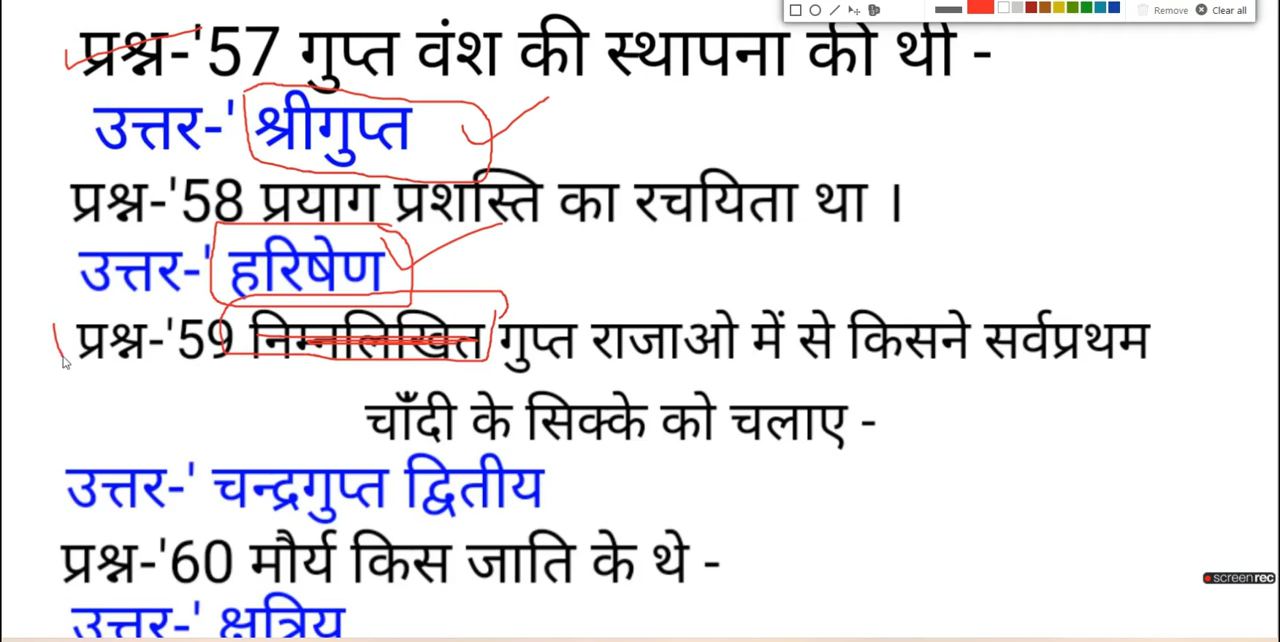 Remove Clear all
प्रश्न-'57 गुप्त वंश की स्थापना की थी -
उत्तर-' श्रीगुप्त
प्रश्न-'58 प्रयाग प्रशस्ति का रचयिता था ।
उत्तर-' हरिषेण
प्रश्न-'59 निम्नलिखित गुप्त राजाओ में से किसने सर्वप्रथम
चाँदी के सिक्के को चलाए -
उत्तर-' चन्द्रगुप्त द्वितीय
प्रश्न-'60 मौर्य किस जाति के थे -
screenrec
उत्तर-' क्षत्रिय